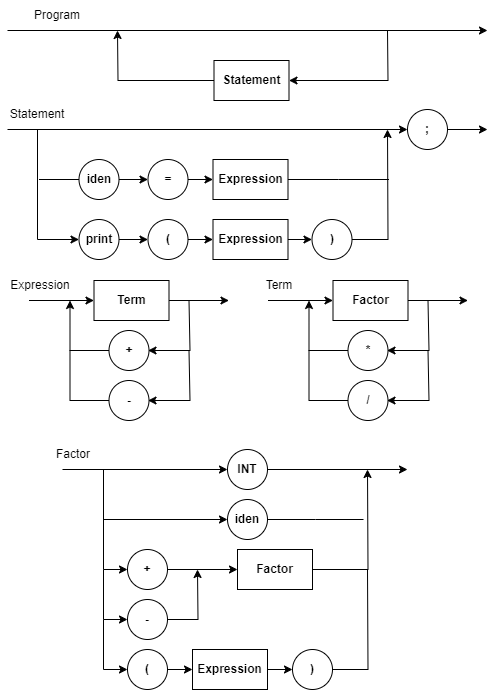 Program
Statement
Statement
;
iden = Expression
print ( Expression )
Expression Term
Term Factor
+ *
- /
Factor
INT
iden
+ Factor
-
( Expression )